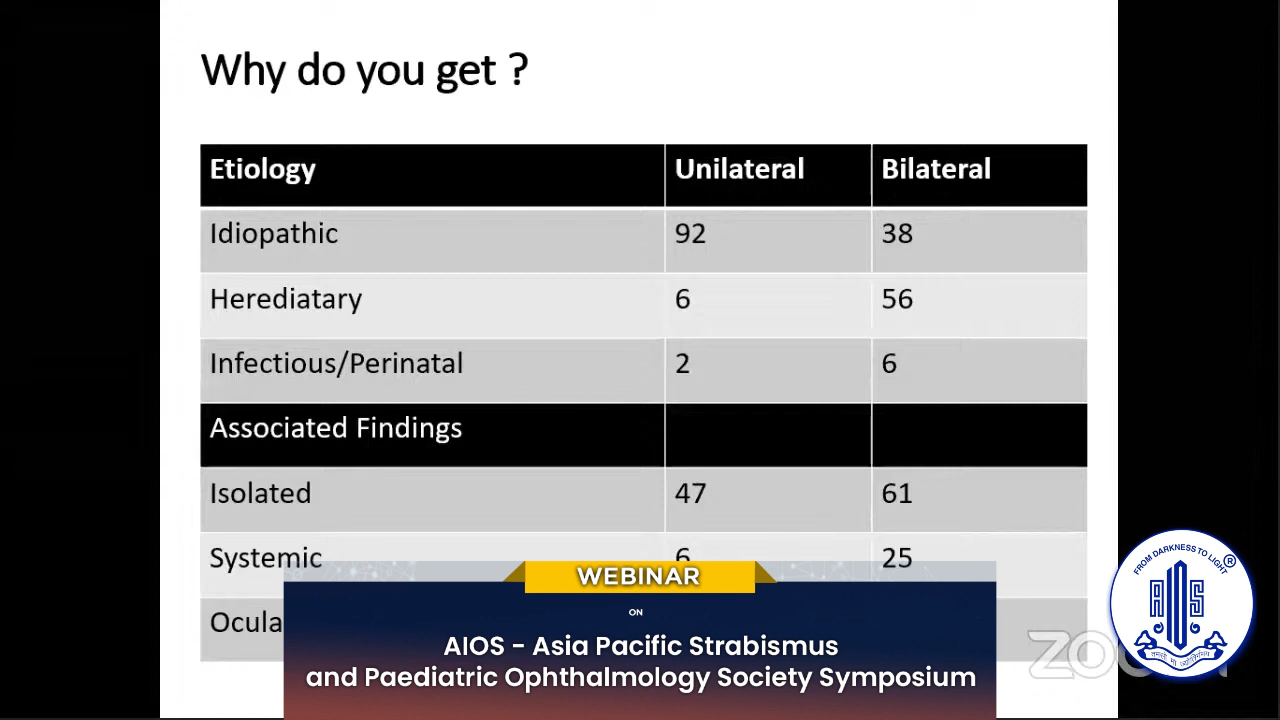 Why do you get ?
Etiology Unilateral Bilateral
Idiopathic 92 38
Herediatary 6 56
Infectious/Perinatal 2 6
Associated Findings
Isolated 47 61
Systemic 6 25
WEBINAR
ON
AIOS - Asia Pacific Strabismus
and Paediatric Ophthalmology Society Symposium
FROM DARKNESS TO LIGHT
®
AIOS